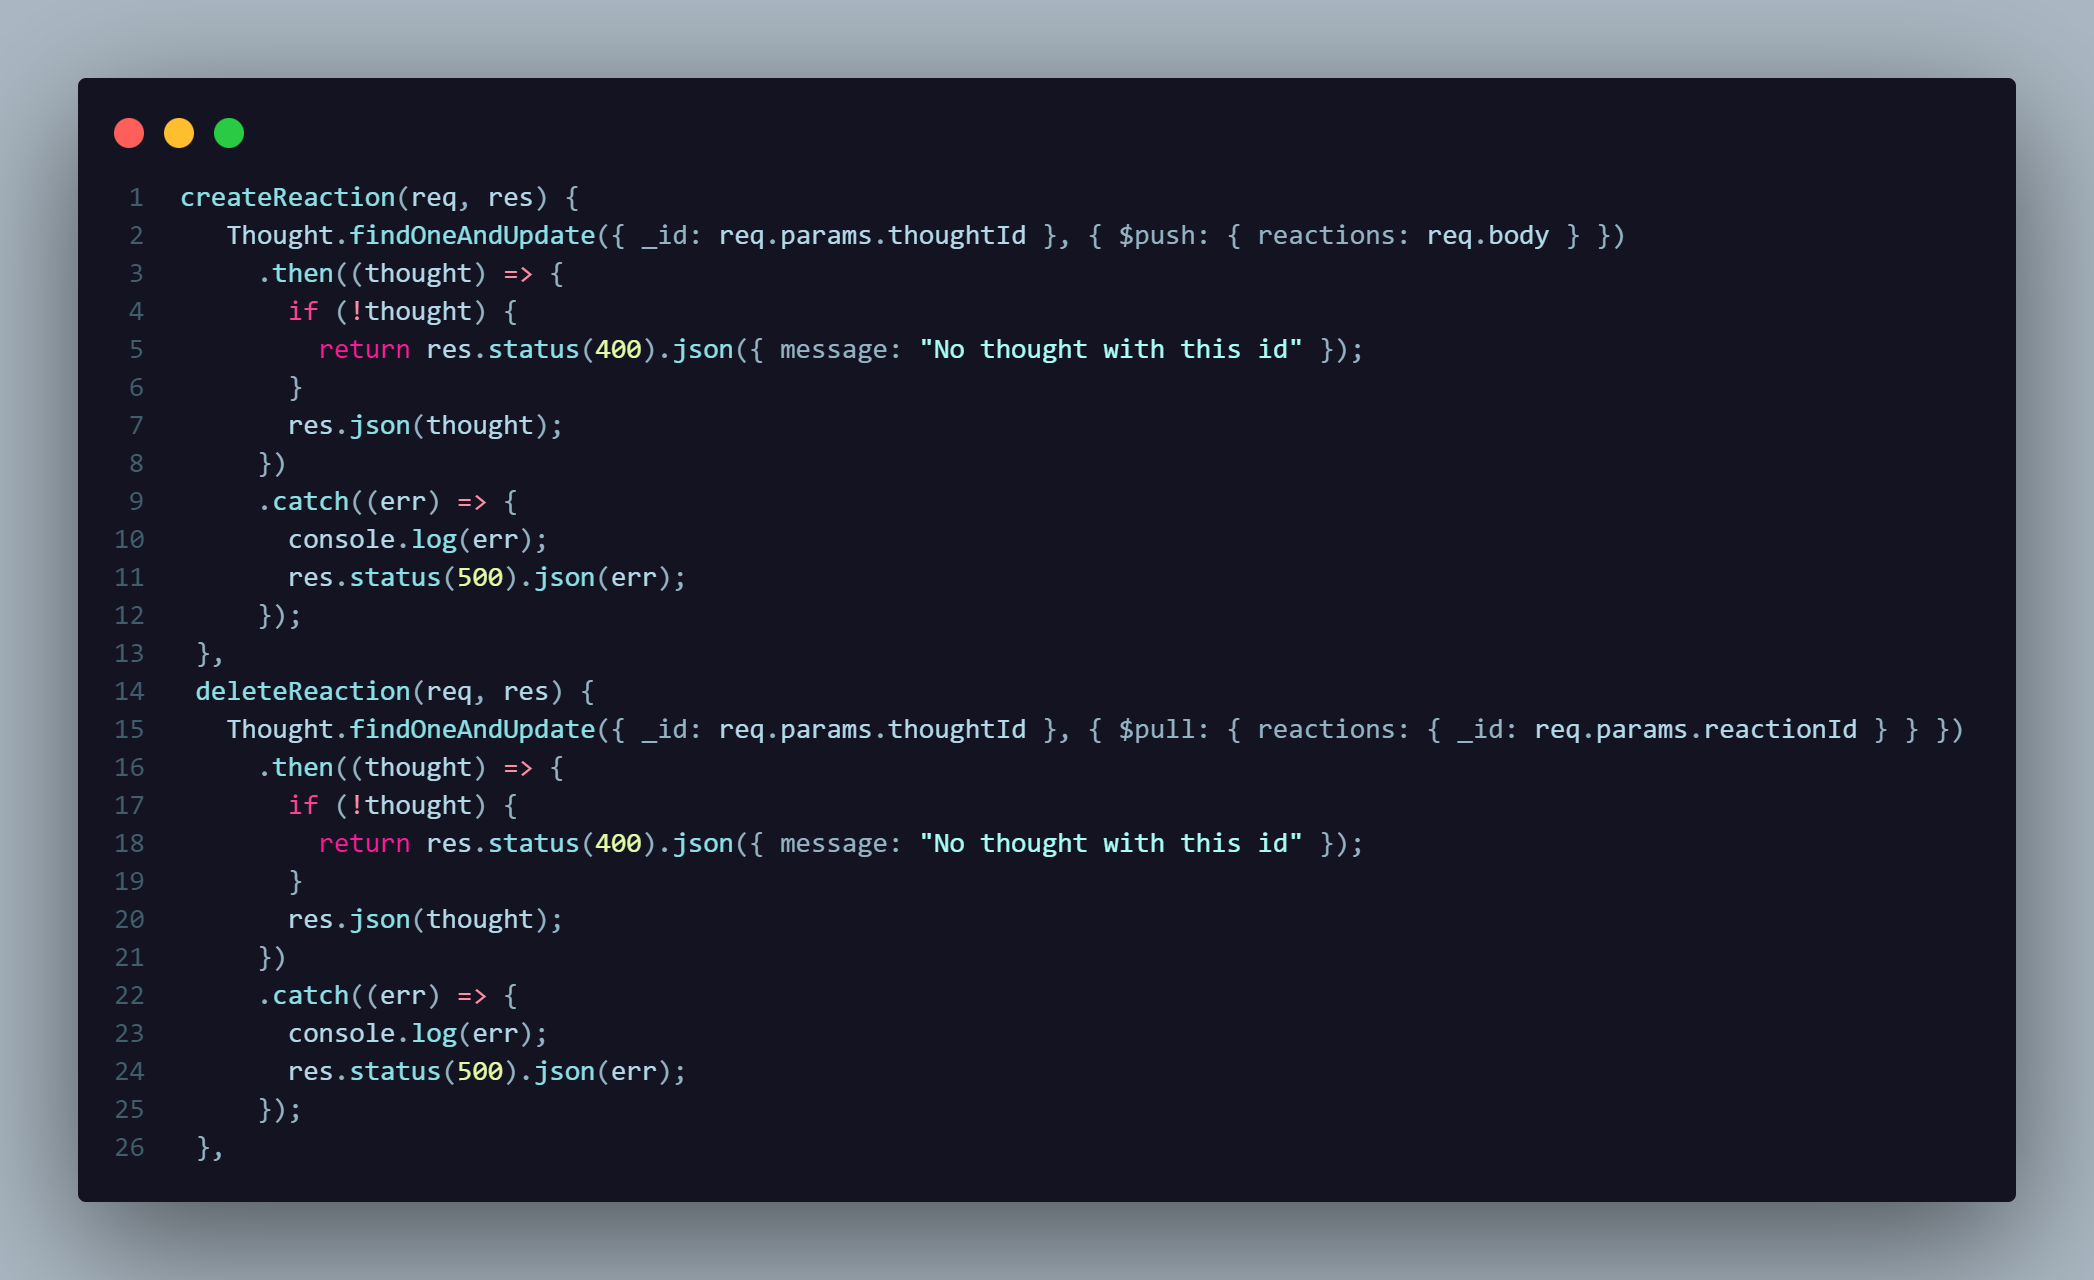 1 createReaction(req, res) {
2 Thought.findOneAndUpdate({ _id: req.params.thoughtId }, { $push: { reactions: req.body } })
3 .then((thought) => {
4 if (!thought) {
5 return res.status(400).json({ message: "No thought with this id" });
6 }
7 res.json(thought);
8 })
9 .catch((err) => {
10 console.log(err);
11 res.status(500).json(err);
12 });
13 },
14 deleteReaction(req, res) {
15 Thought.findOneAndUpdate({ _id: req.params.thoughtId }, { $pull: { reactions: { _id: req.params.reactionId } } })
16 .then((thought) => {
17 if (!thought) {
18 return res.status(400).json({ message: "No thought with this id" });
19 }
20 res.json(thought);
21 })
22 .catch((err) => {
23 console.log(err);
24 res.status(500).json(err);
25 });
26 },